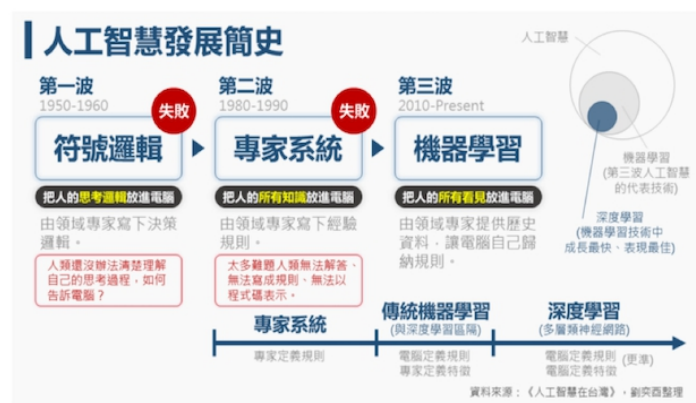 人工智慧發展簡史
第一波
1950-1960
失敗
符號邏輯
把人的思考邏輯放進電腦
由領域專家寫下決策
邏輯。
人類還沒辦法清楚理解
自己的思考過程，如何
告訴電腦？
第二波
1980-1990
失敗
專家系統
把人的所有知識放進電腦
由領域專家寫下經驗
規則。
太多難題人類無法解答、
無法寫成規則、無法以
程式碼表示。
第三波
2010-Present
機器學習
把人的所有看見放進電腦
由領域專家提供歷史
資料，讓電腦自己歸
納規則。
人工智慧
機器學習
(第三波人工智慧
的代表技術)
深度學習
(機器學習技術中
成長最快、表現最佳)
專家系統
專家定義規則
傳統機器學習
(與深度學習區隔)
電腦定義規則
專家定義特徵
深度學習
(多層類神經網路)
電腦定義規則 (更準)
電腦定義特徵
資料來源：《人工智慧在台灣》，劉奕酉整理